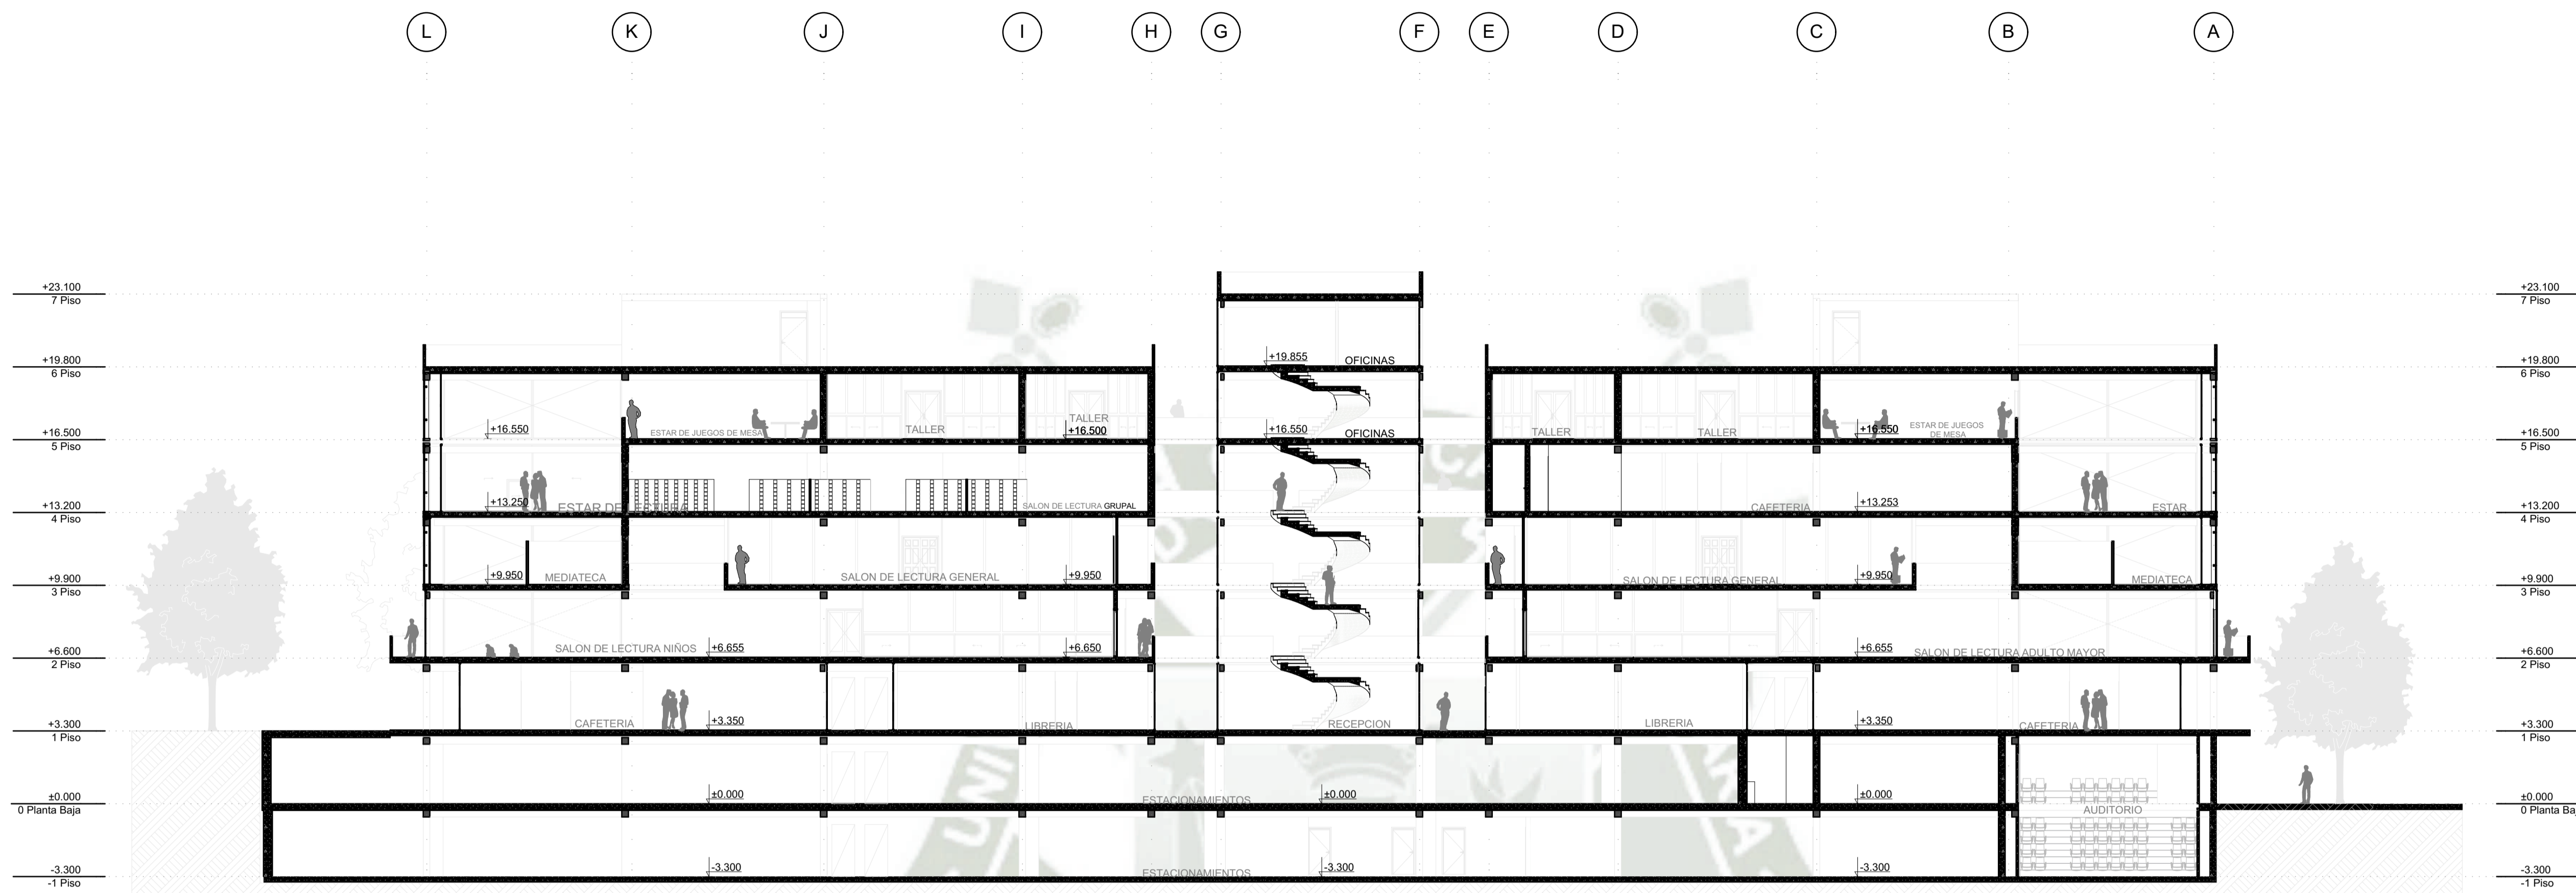 L K J I H G F E D C B A
+23.100 +23.100
7 Piso 7 Piso
+19.800 +19.855 OFICINAS +19.800
6 Piso 6 Piso
TALLER
+16.550 ESTAR DE JUEGOS DE MESA TALLER +16.500 +16.550 OFICINAS TALLER TALLER +16.550 ESTAR DE JUEGOS
DE MESA
+16.500 +16.500
5 Piso 5 Piso
+13.250 ESTAR DE LECTURA SALON DE LECTURA GRUPAL CAFETERIA +13.253 ESTAR
+13.200 +13.200
4 Piso 4 Piso
+9.950 MEDIATECA SALON DE LECTURA GENERAL +9.950 SALON DE LECTURA GENERAL +9.950 MEDIATECA
+9.900 +9.900
3 Piso 3 Piso
SALON DE LECTURA NIÑOS +6.655 +6.650 +6.655 SALON DE LECTURA ADULTO MAYOR
+6.600 +6.600
2 Piso 2 Piso
CAFETERIA +3.350 LIBRERIA RECEPCION LIBRERIA +3.350 CAFETERIA
+3.300 +3.300
1 Piso 1 Piso
±0.000 ESTACIONAMIENTOS ±0.000 ±0.000 AUDITORIO
±0.000 ±0.000
0 Planta Baja 0 Planta Baj
-3.300 ESTACIONAMIENTOS -3.300 -3.300
-3.300 -3.300
-1 Piso -1 Piso